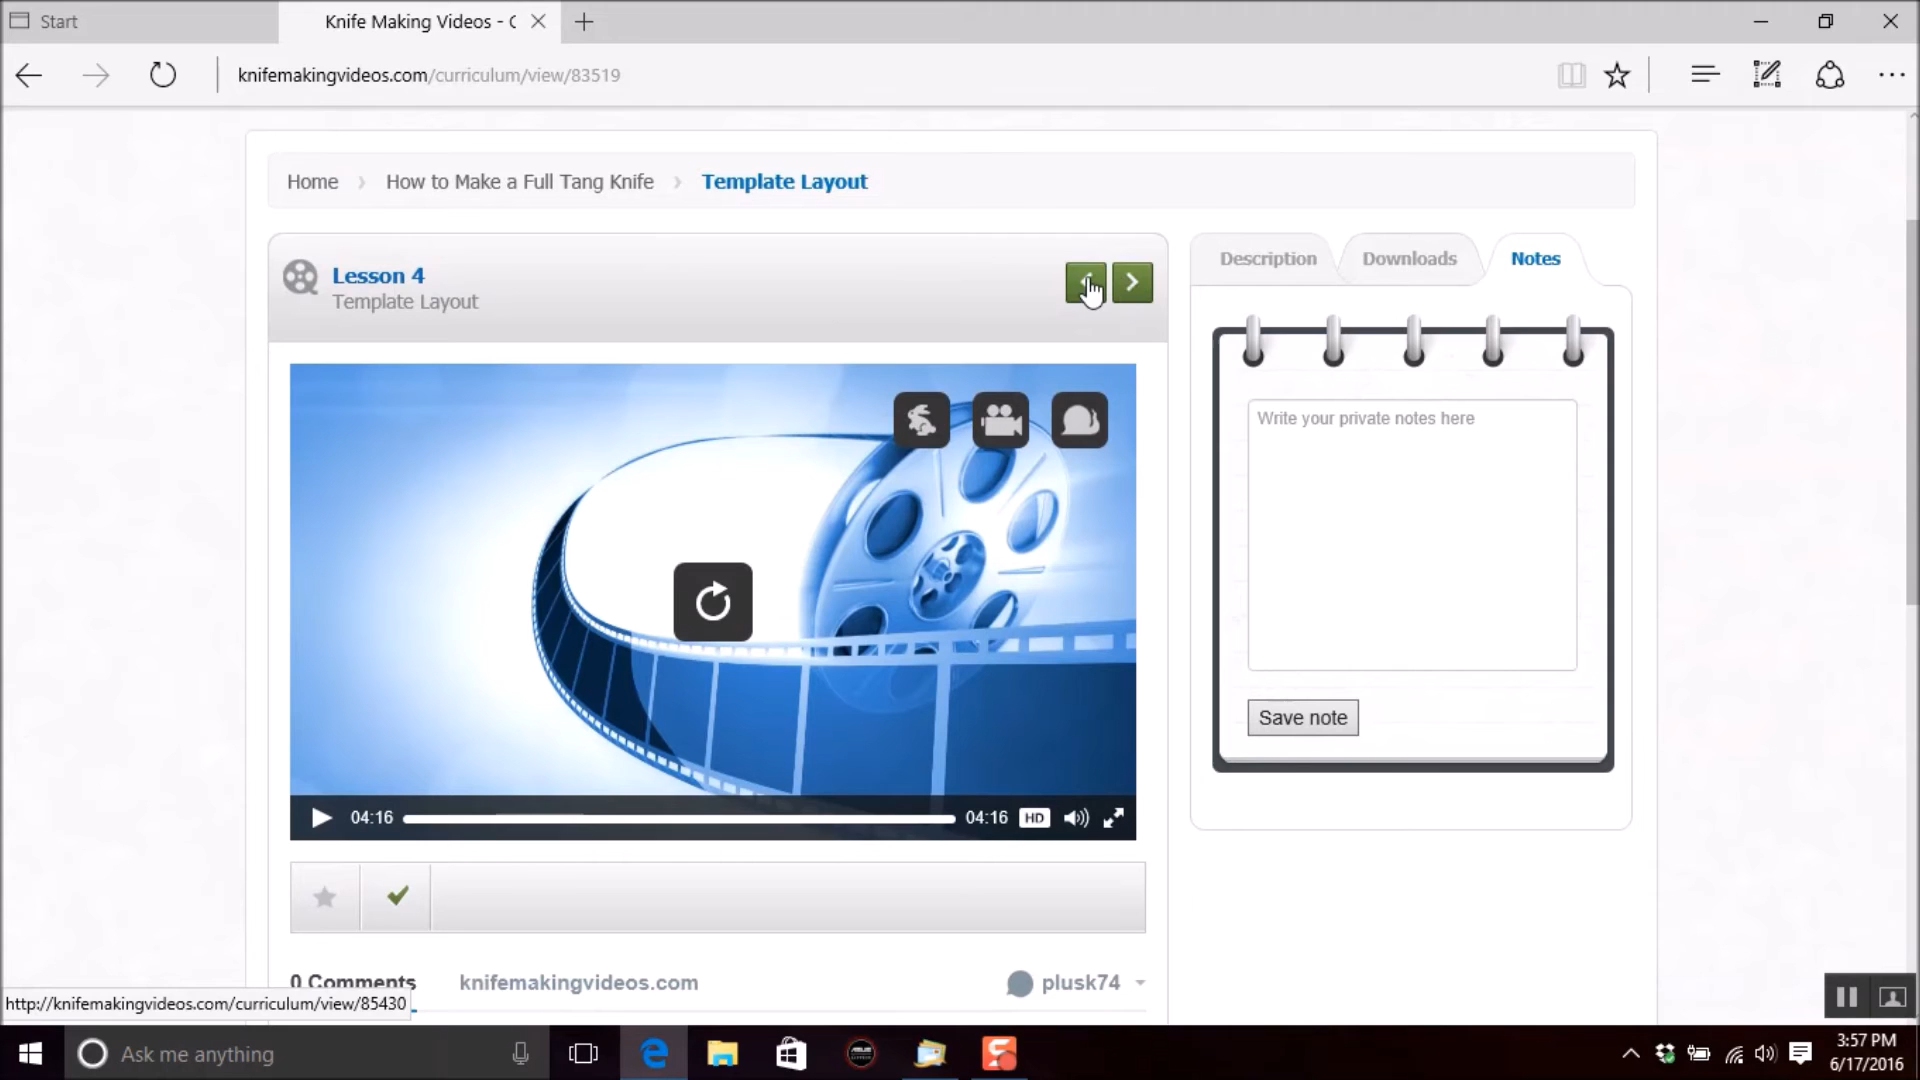 Start
Knife Making Videos - C
knifemakingvideos.com/curriculum/view/83519
Home
How to Make a Full Tang Knife
Template Layout
Lesson 4
Template Layout
Description
Downloads
Notes
Write your private notes here
Save note
04:16
04:16
HD
0 Comments
knifemakingvideos.com
plusk74
http://knifemakingvideos.com/curriculum/view/85430
Ask me anything
3:57 PM
6/17/2016